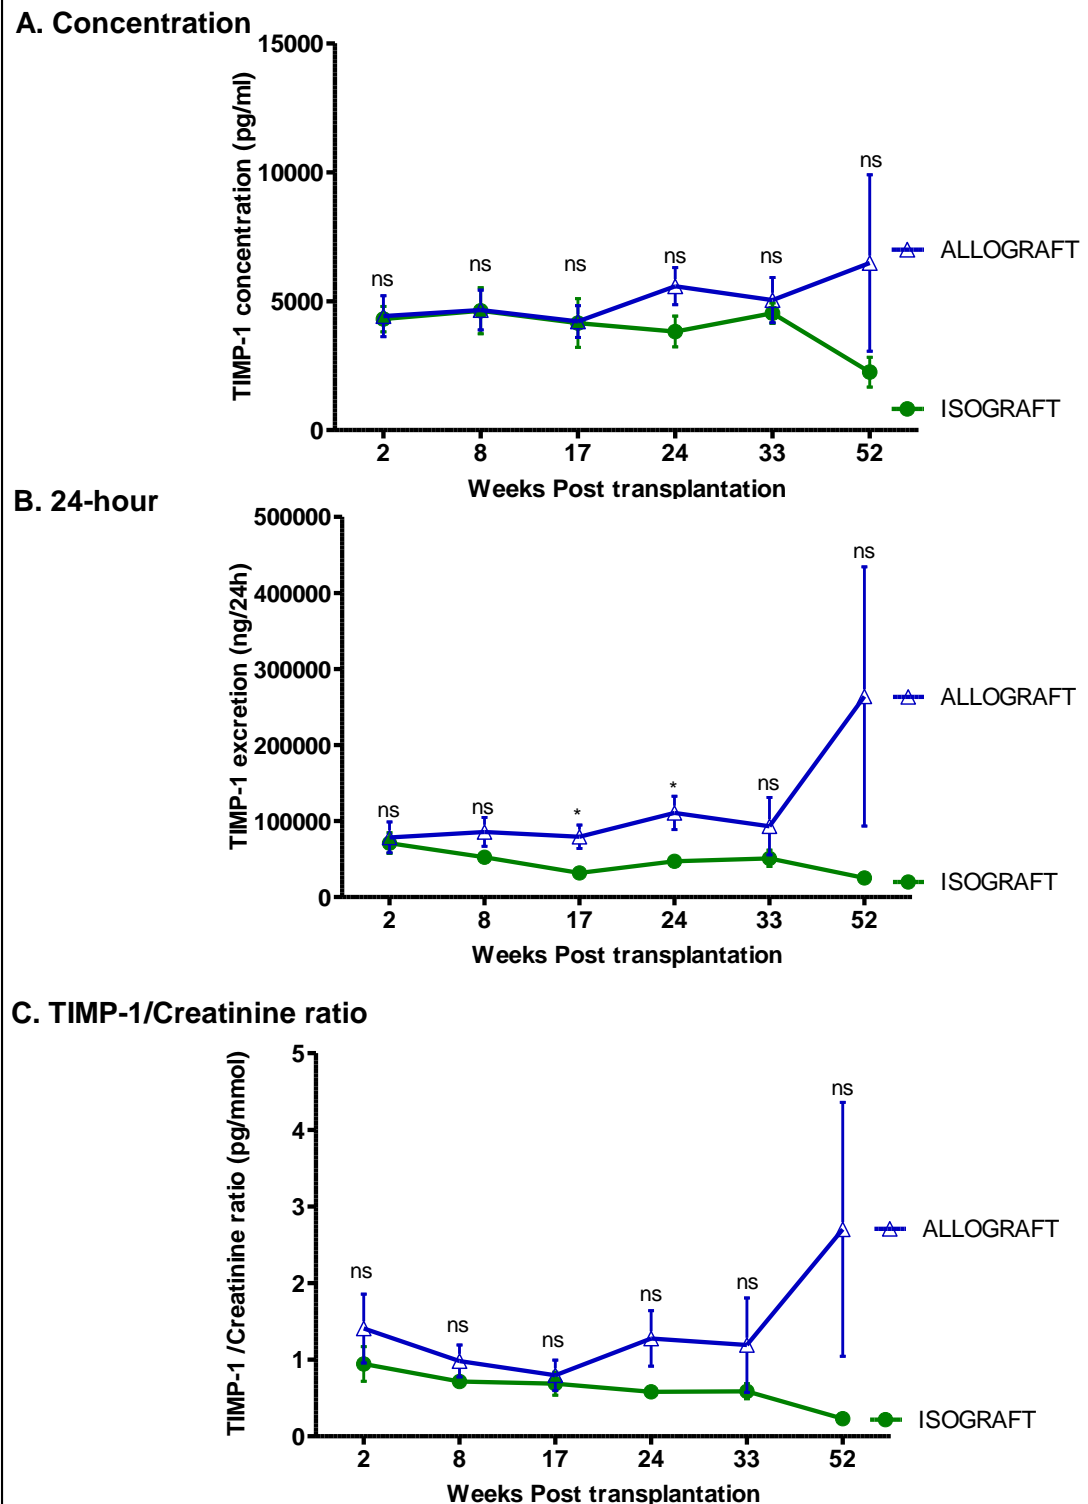 A. Concentration
TIMP-1 concentration (pg/ml)
15000
10000
5000
0
ns
ns
ns
ns
ns
ns
ALLOGRAFT
ISOGRAFT
2 8 17 24 33 52
Weeks Post transplantation
B. 24-hour
TIMP-1 excretion (ng/24h)
500000
400000
300000
200000
100000
0
ns
ns
*
*
ns
ns
ALLOGRAFT
ISOGRAFT
2 8 17 24 33 52
Weeks Post transplantation
C. TIMP-1/Creatinine ratio
TIMP-1 /Creatinine ratio (pg/mmol)
5
4
3
2
1
0
ns
ns
ns
ns
ns
ns
ALLOGRAFT
ISOGRAFT
2 8 17 24 33 52
Weeks Post transplantation